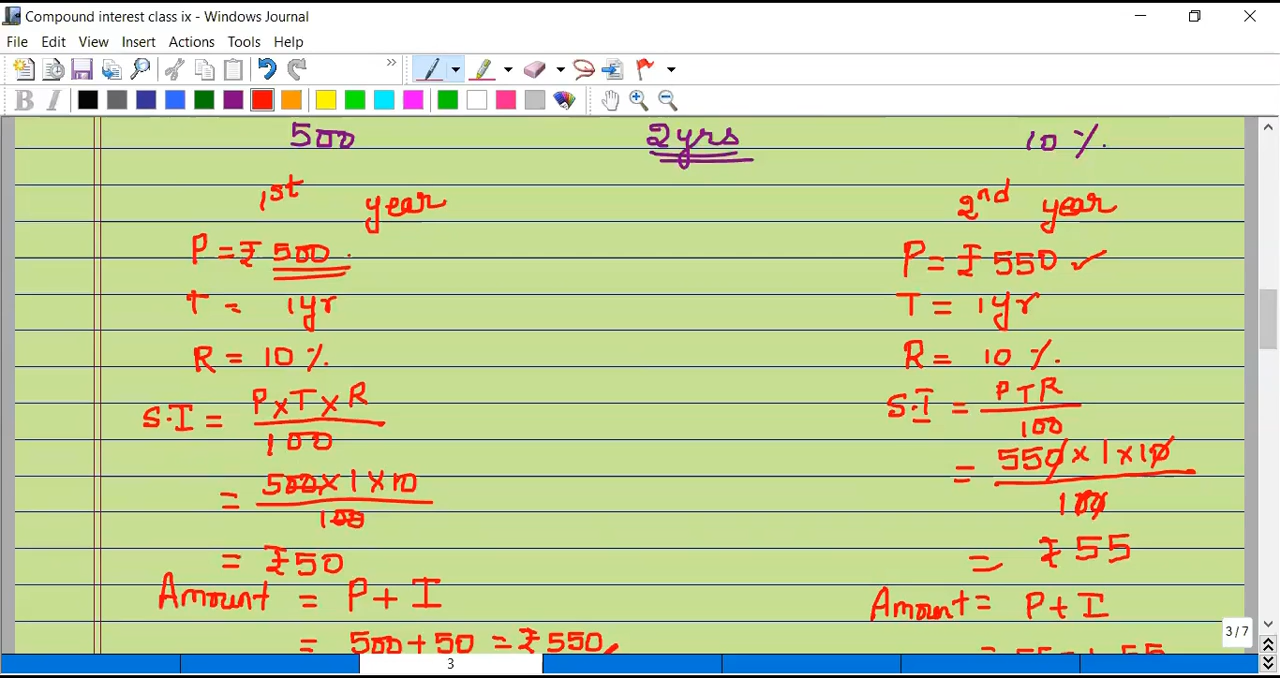 Compound interest class ix - Windows Journal
File Edit View Insert Actions Tools Help
B I
500 2yrs 10 %.
1st year
P = ₹ 500
T = 1yr
R = 10 %.
S.I = P x T x R
100
= 500 x 1 x 10
100
= ₹50
Amount = P + I
= 500 + 50 = ₹550
2nd year
P = ₹ 550 ✓
T = 1yr
R = 10 %.
S.I = PTR
100
= 550 x 1 x 10
100
= ₹ 55
Amount = P + I
= 550 + 55
3 / 7
3